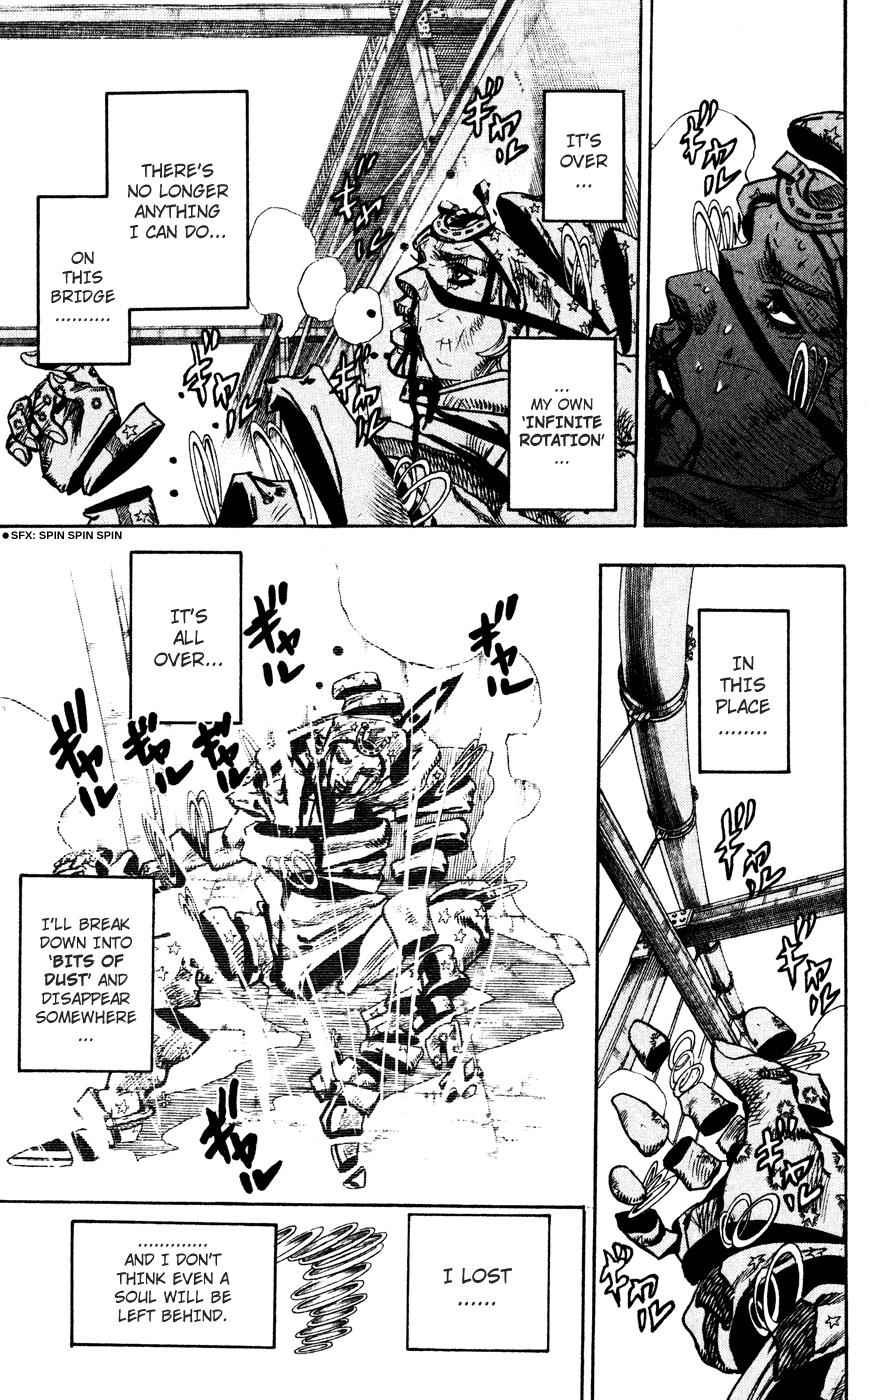 ギャル
IT'S
OVER
...
ギャル
ギャル
...
MY OWN
'INFINITE
ROTATION'
...
ギャル
ギャル
THERE'S
NO LONGER
ANYTHING
I CAN DO...
ON
THIS
BRIDGE
..........
●SFX: SPIN SPIN SPIN
IN
THIS
PLACE
........
ギャル
ギャル
ギャル
ギャル
IT'S
ALL
OVER...
ギャル
ギャル
ギャル
ギャル
ギャル
I'LL BREAK
DOWN INTO
'BITS OF
DUST' AND
DISAPPEAR
SOMEWHERE
...
ギャル
I LOST
......
.............
AND I DON'T
THINK EVEN A
SOUL WILL BE
LEFT BEHIND.